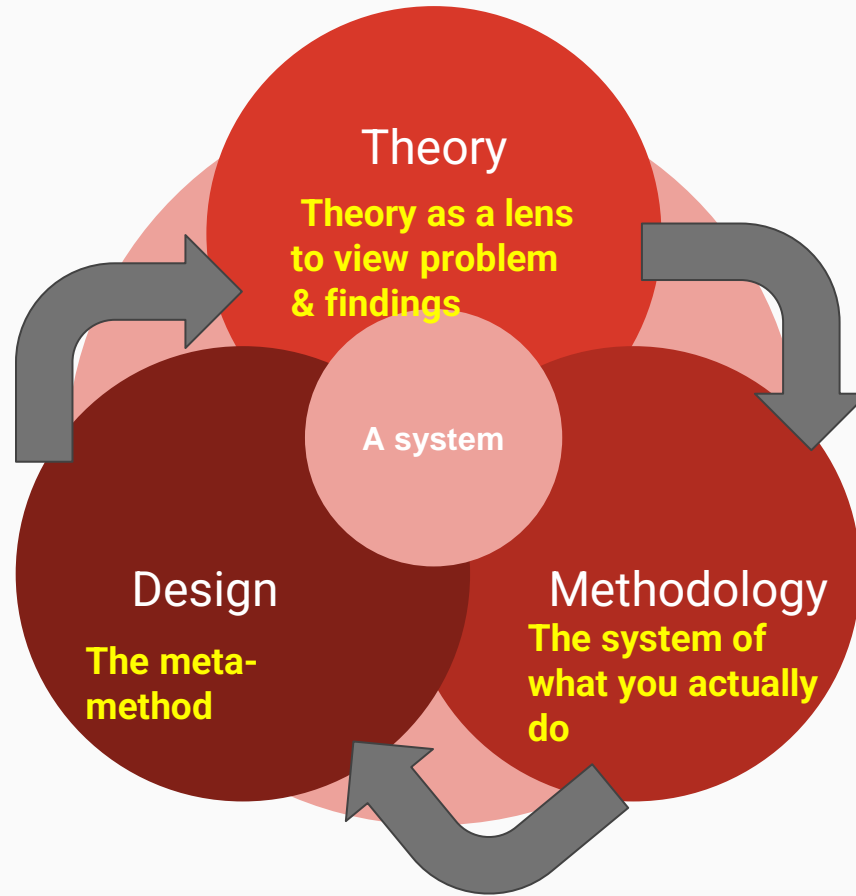 Theory
Theory as a lens
to view problem
& findings
A system
Design
The meta-
method
Methodology
The system of
what you actually
do